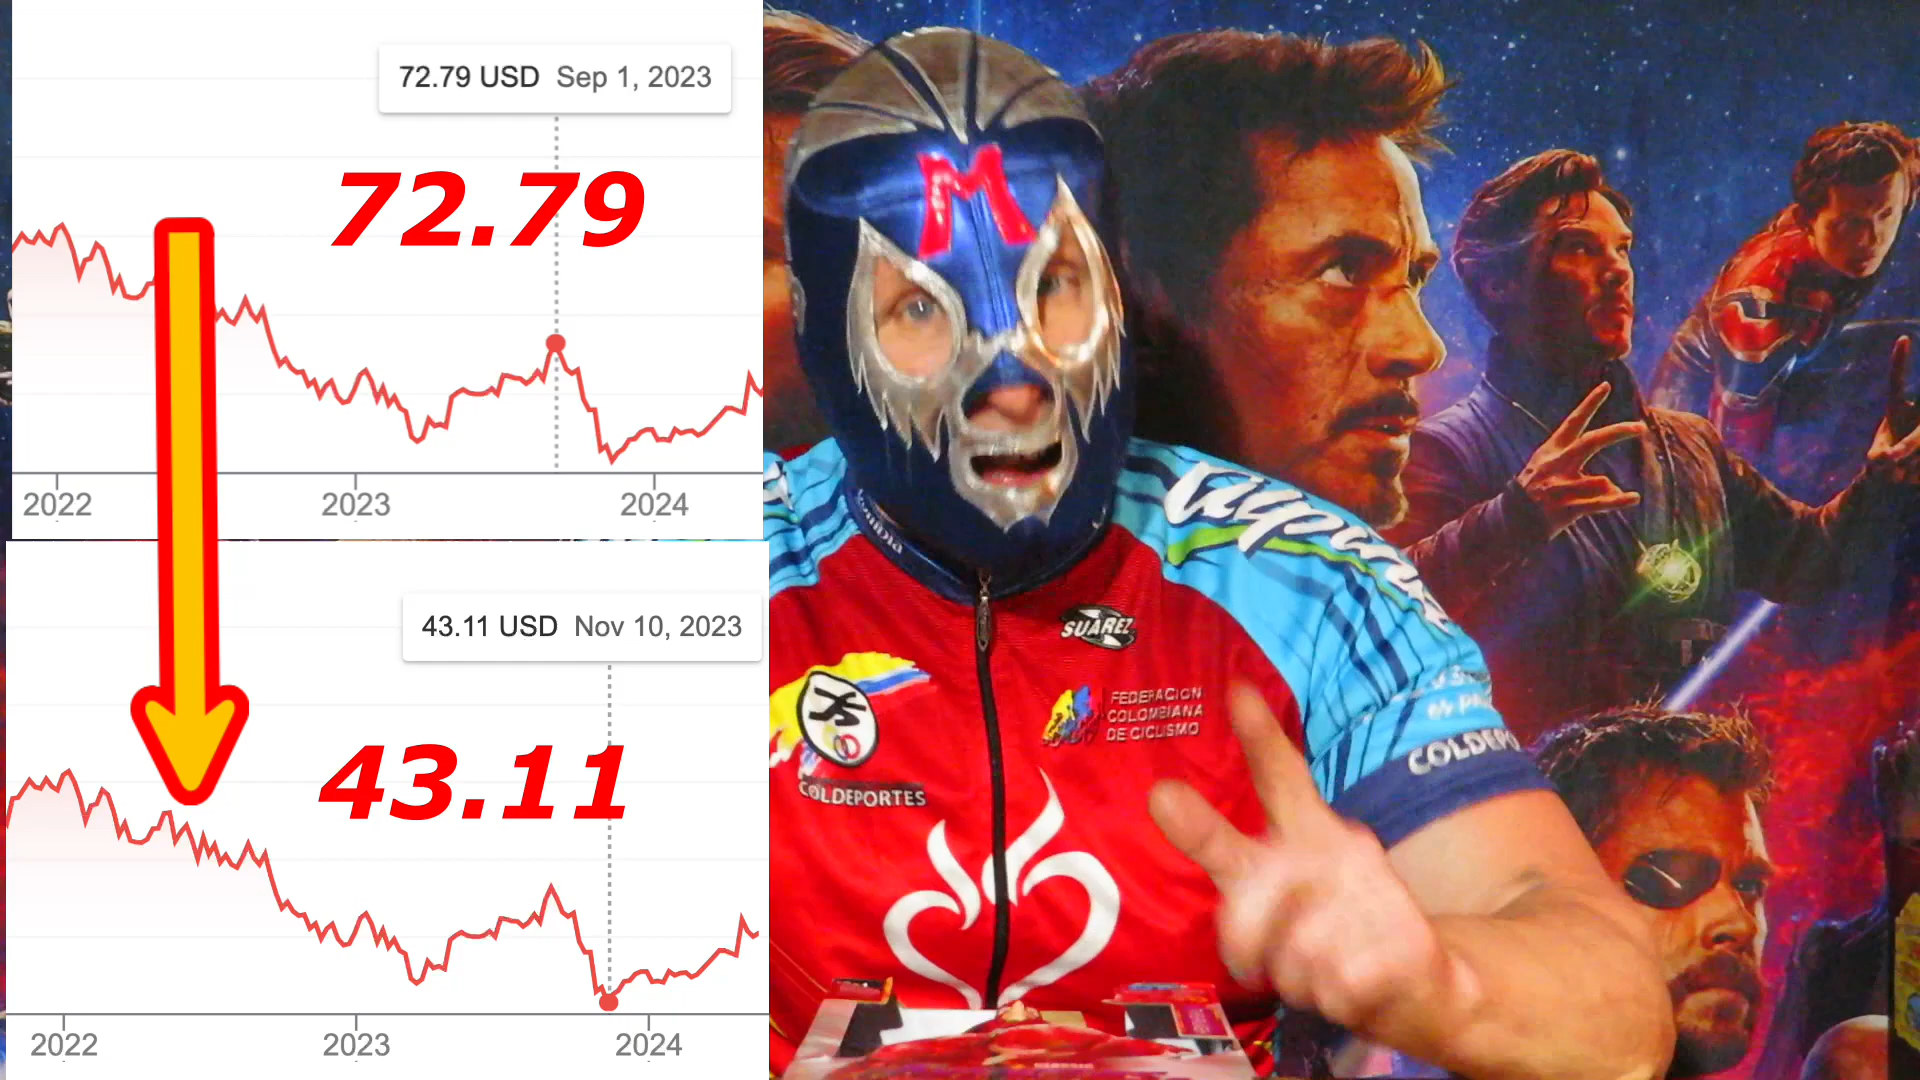 72.79 USD Sep 1, 2023
72.79
2022 2023 2024
43.11 USD Nov 10, 2023
43.11
2022 2023 2024
M
SUAREZ
FEDERACION
COLOMBIANA
DE CICLISMO
COLDEPORTES